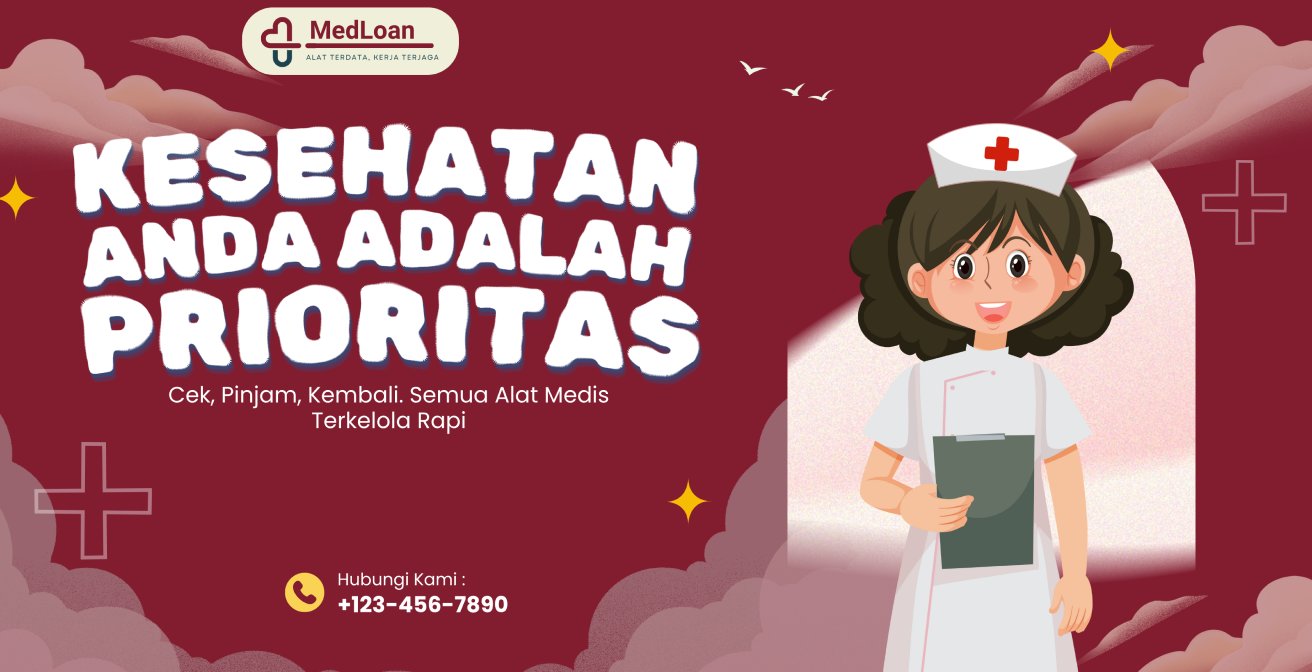 MedLoan
ALAT TERDATA, KERJA TERJAGA
KESEHATAN
ANDA ADALAH
PRIORITAS
Cek, Pinjam, Kembali. Semua Alat Medis
Terkelola Rapi
Hubungi Kami :
+123-456-7890